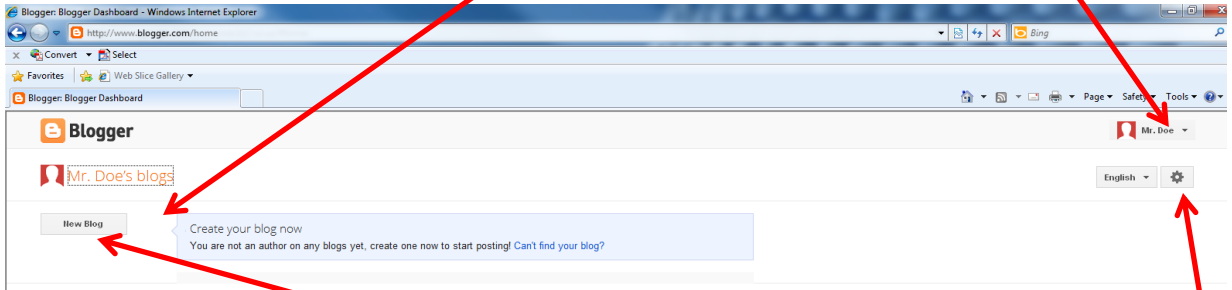 Blogger: Blogger Dashboard - Windows Internet Explorer
http://www.blogger.com/home
Bing
x Convert Select
Favorites Web Slice Gallery
Blogger: Blogger Dashboard
Page Safety Tools
Blogger
Mr. Doe
Mr. Doe's blogs
English
New Blog
Create your blog now
You are not an author on any blogs yet, create one now to start posting! Can't find your blog?